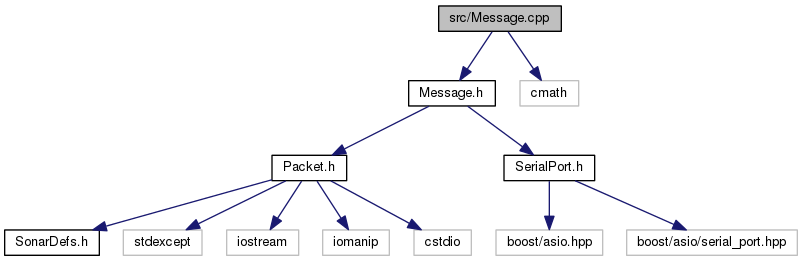 src/Message.cpp
Message.h
cmath
Packet.h
SerialPort.h
SonarDefs.h
stdexcept
iostream
iomanip
cstdio
boost/asio.hpp
boost/asio/serial_port.hpp